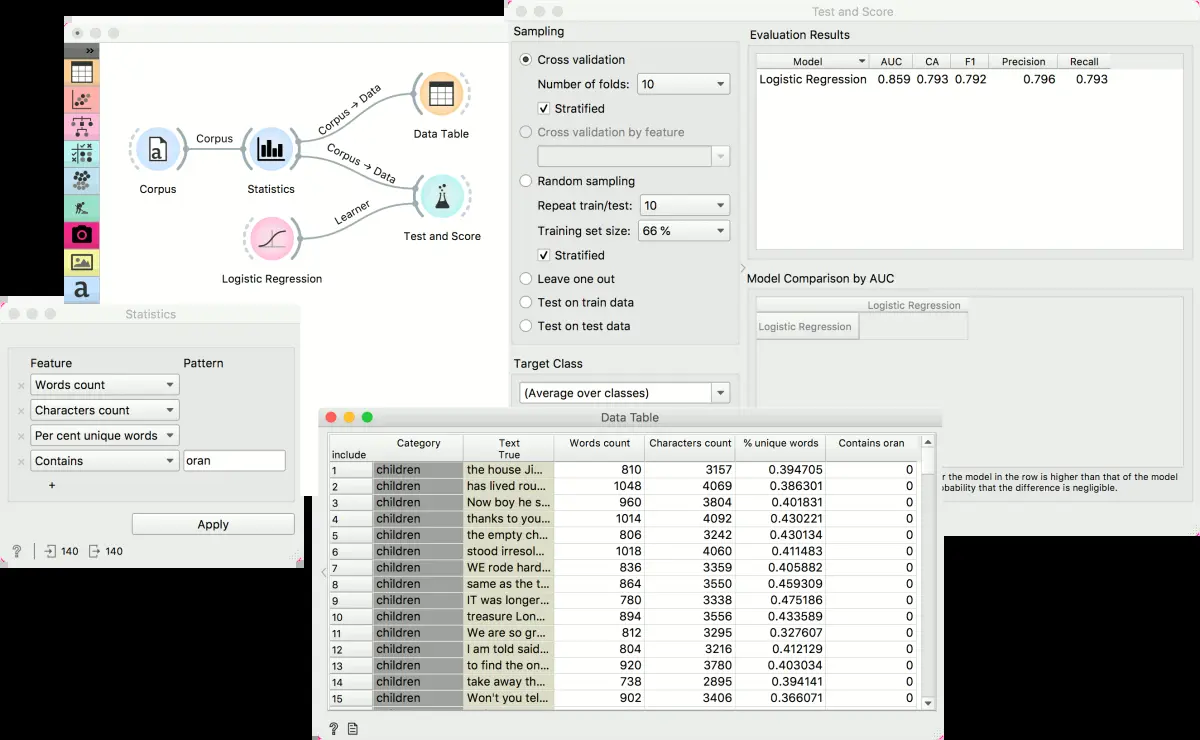 »
a
Corpus
Corpus
Statistics
Corpus → Data
Corpus → Data
Data Table
Learner
Test and Score
Logistic Regression
a
Test and Score
Sampling
Cross validation
Number of folds: 10
Stratified
Cross validation by feature
Random sampling
Repeat train/test: 10
Training set size: 66 %
Stratified
Leave one out
Test on train data
Test on test data
Target Class
(Average over classes)
Evaluation Results
Model AUC CA F1 Precision Recall
Logistic Regression 0.859 0.793 0.792 0.796 0.793
Model Comparison by AUC
Logistic Regression
Logistic Regression
r the model in the row is higher than that of the model
obability that the difference is negligible.
Statistics
Feature Pattern
Words count
Characters count
Per cent unique words
Contains oran
+
Apply
? 140 140
Data Table
Category Text Words count Characters count % unique words Contains oran
include True
1 children the house Ji... 810 3157 0.394705 0
2 children has lived rou... 1048 4069 0.386301 0
3 children Now boy he s... 960 3804 0.401831 0
4 children thanks to you... 1014 4092 0.430221 0
5 children the empty ch... 806 3242 0.430134 0
6 children stood irresol... 1018 4060 0.411483 0
7 children WE rode hard... 836 3359 0.405882 0
8 children same as the t... 864 3550 0.459309 0
9 children IT was longer... 780 3338 0.475186 0
10 children treasure Lon... 894 3556 0.433589 0
11 children We are so gr... 812 3295 0.327607 0
12 children I am told said... 804 3216 0.412129 0
13 children to find the on... 920 3780 0.403034 0
14 children take away th... 738 2895 0.394141 0
15 children Won't you tel... 902 3406 0.366071 0
?